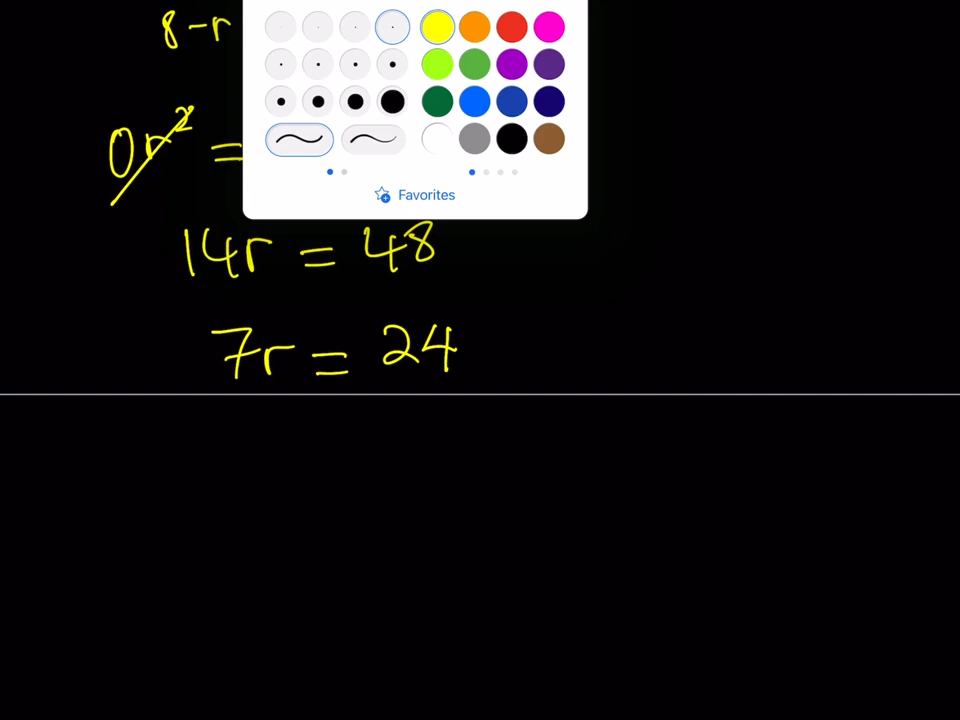 8-r
0r² =
Favorites
14r = 48
7r = 24